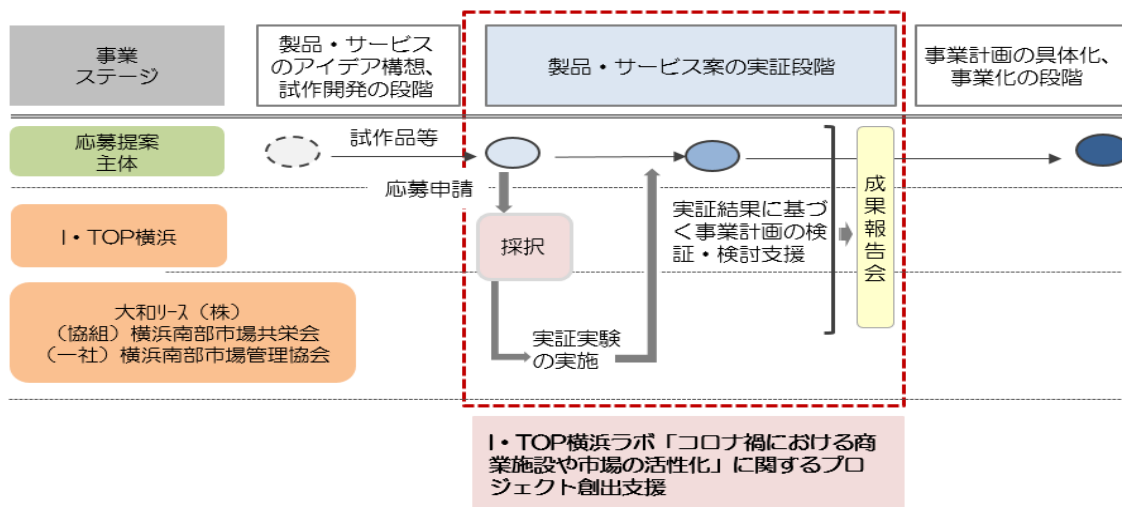 事業
ステージ
製品・サービス
のアイデア構想、
試作開発の段階
製品・サービス案の実証段階
事業計画の具体化、
事業化の段階
応募提案
主体
試作品等
応募申請
I・TOP横浜
採択
実証結果に基づ
く事業計画の検
証・検討支援
成果報告会
大和リース（株）
（協組）横浜南部市場共栄会
（一社）横浜南部市場管理協会
実証実験
の実施
I・TOP横浜ラボ「コロナ禍における商
業施設や市場の活性化」に関するプロ
ジェクト創出支援